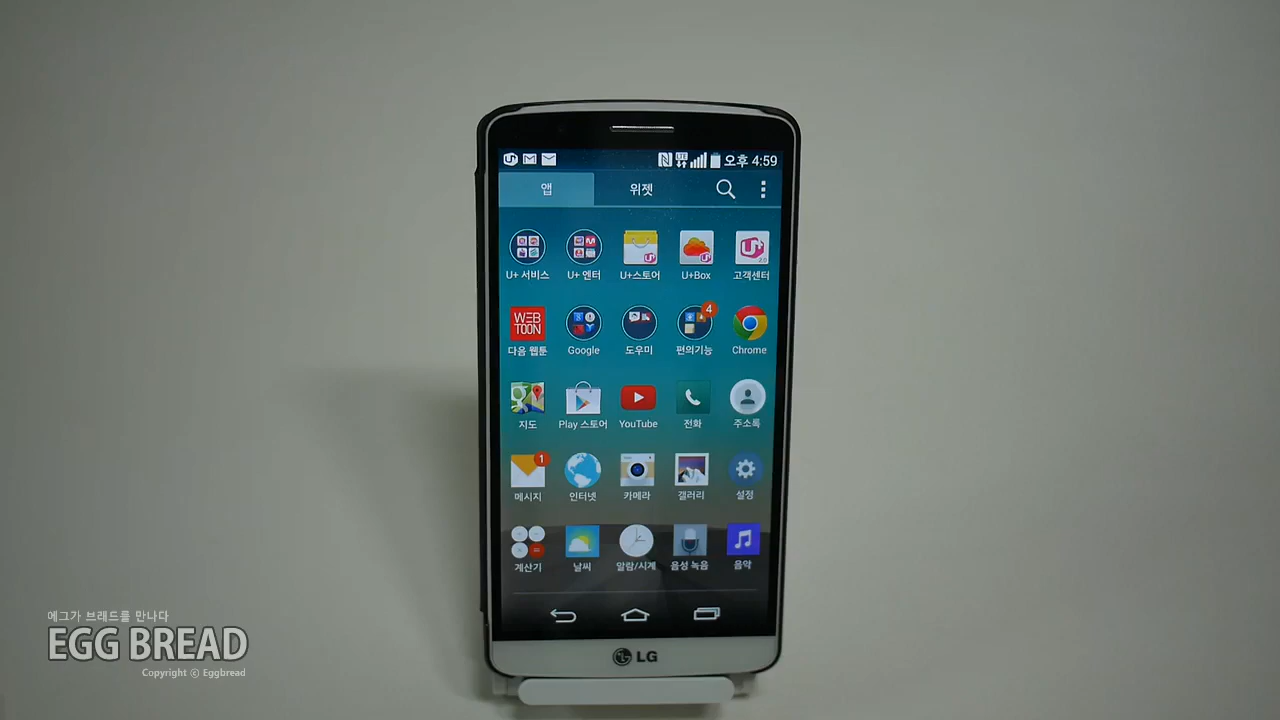 오후 4:59
앱 위젯
U+ 서비스 U+ 엔터 U+스토어 U+Box 고객센터
WEB
TOON
4
다음 웹툰 Google 도우미 편의기능 Chrome
지도 Play 스토어 YouTube 전화 주소록
1
메시지 인터넷 카메라 갤러리 설정
계산기 날씨 알람/시계 음성 녹음 음악
LG
에그가 브레드를 만나다
EGG BREAD
Copyright ⓒ Eggbread